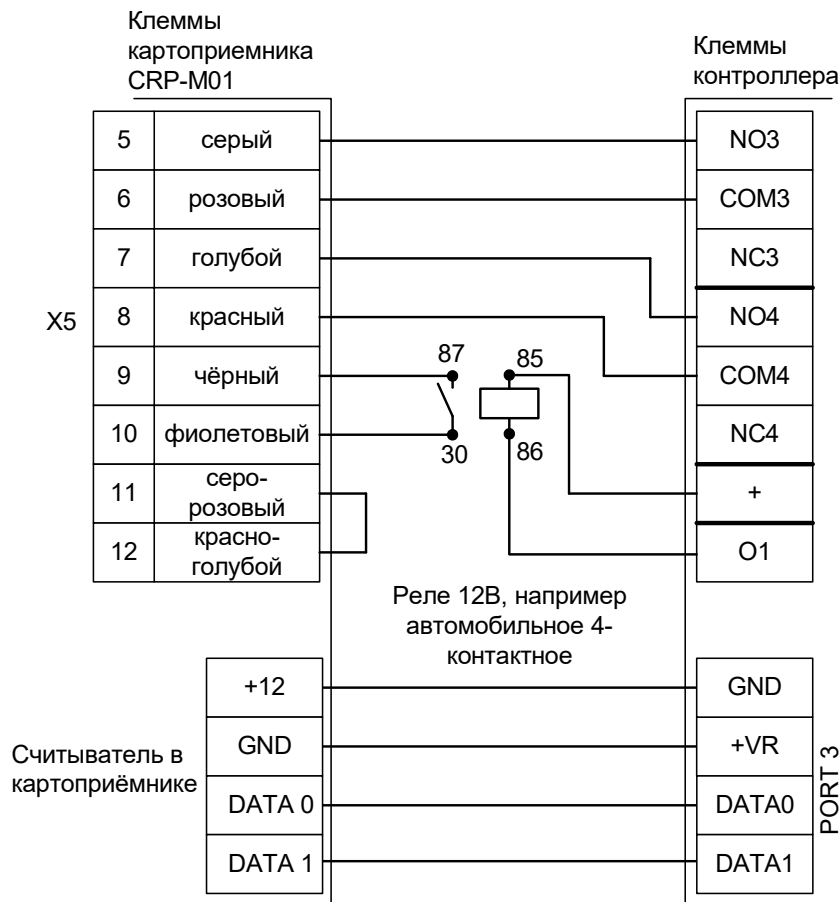 Клеммы
картоприемника
CRP-M01
Клеммы
контроллера
X5
5 серый
6 розовый
7 голубой
8 красный
9 чёрный
10 фиолетовый
11 серо-
розовый
12 красно-
голубой
87
30
85
86
NO3
COM3
NC3
NO4
COM4
NC4
+
O1
Реле 12В, например
автомобильное 4-
контактное
Считыватель в
картоприёмнике
+12
GND
DATA 0
DATA 1
GND
+VR
DATA0
DATA1
PORT 3